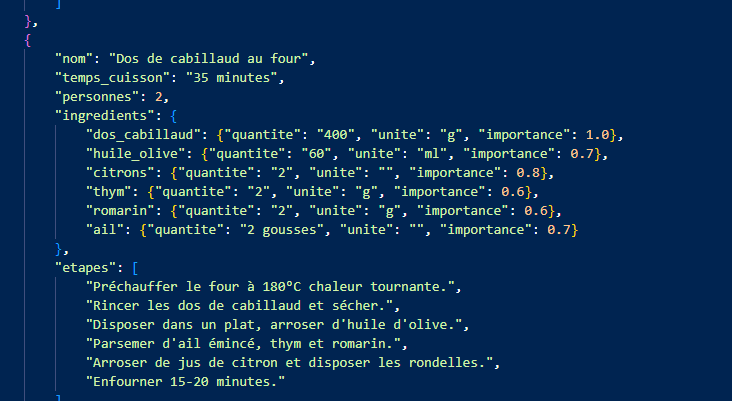 ]
},
{
"nom": "Dos de cabillaud au four",
"temps_cuisson": "35 minutes",
"personnes": 2,
"ingredients": {
"dos_cabillaud": {"quantite": "400", "unite": "g", "importance": 1.0},
"huile_olive": {"quantite": "60", "unite": "ml", "importance": 0.7},
"citrons": {"quantite": "2", "unite": "", "importance": 0.8},
"thym": {"quantite": "2", "unite": "g", "importance": 0.6},
"romarin": {"quantite": "2", "unite": "g", "importance": 0.6},
"ail": {"quantite": "2 gousses", "unite": "", "importance": 0.7}
},
"etapes": [
"Préchauffer le four à 180°C chaleur tournante.",
"Rincer les dos de cabillaud et sécher.",
"Disposer dans un plat, arroser d'huile d'olive.",
"Parsemer d'ail émincé, thym et romarin.",
"Arroser de jus de citron et disposer les rondelles.",
"Enfourner 15-20 minutes."
]